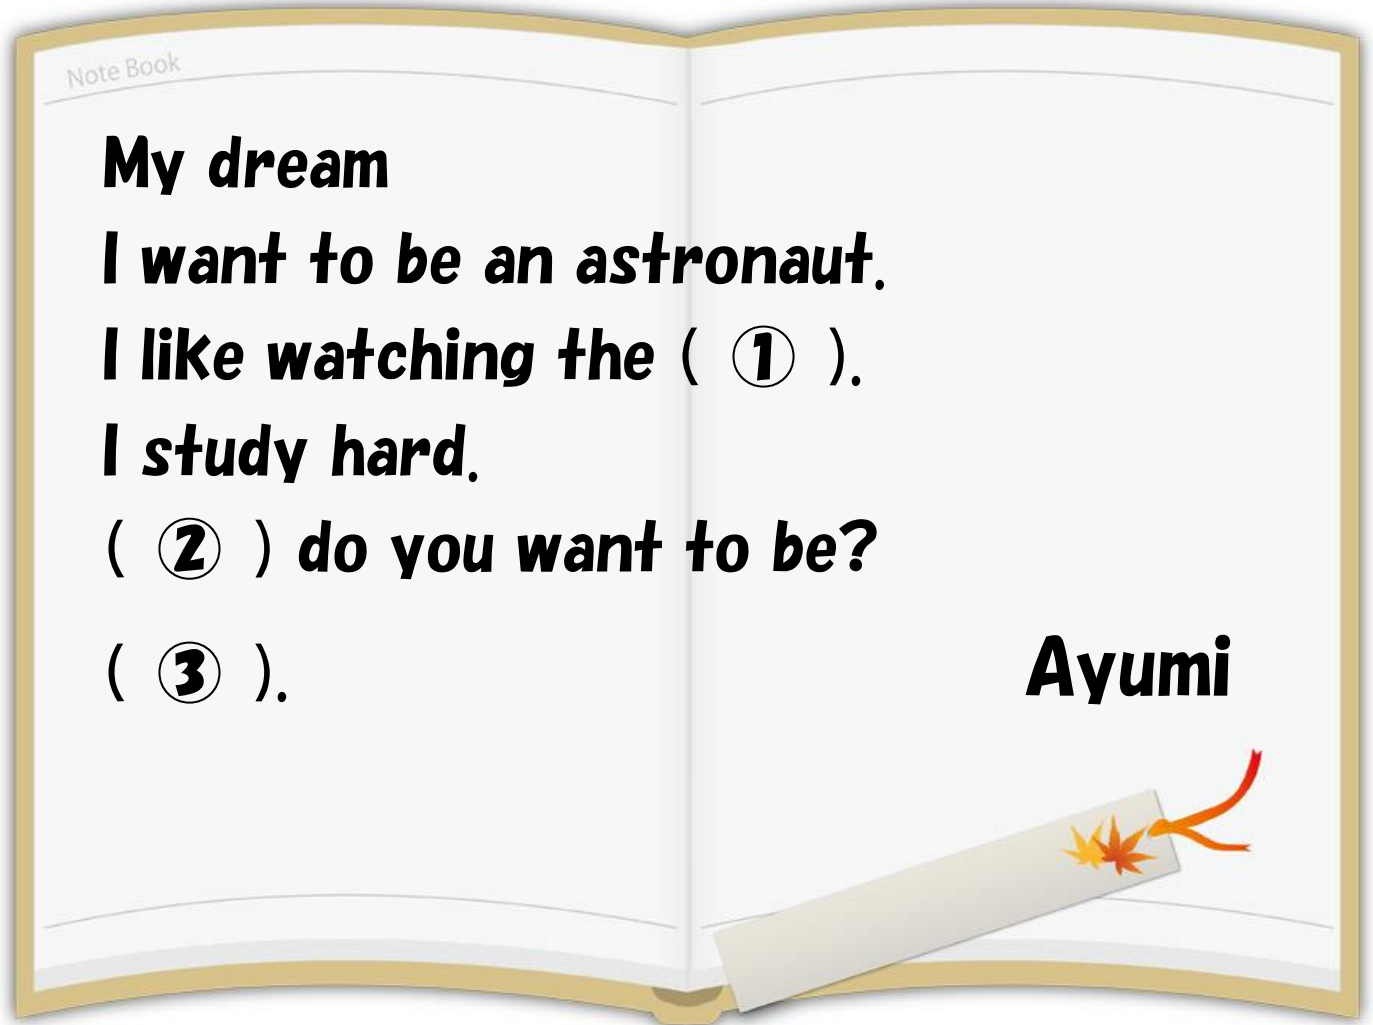 Note Book
My dream
I want to be an astronaut.
I like watching the ( ① ).
I study hard.
( ② ) do you want to be?
( ③ ).
Ayumi